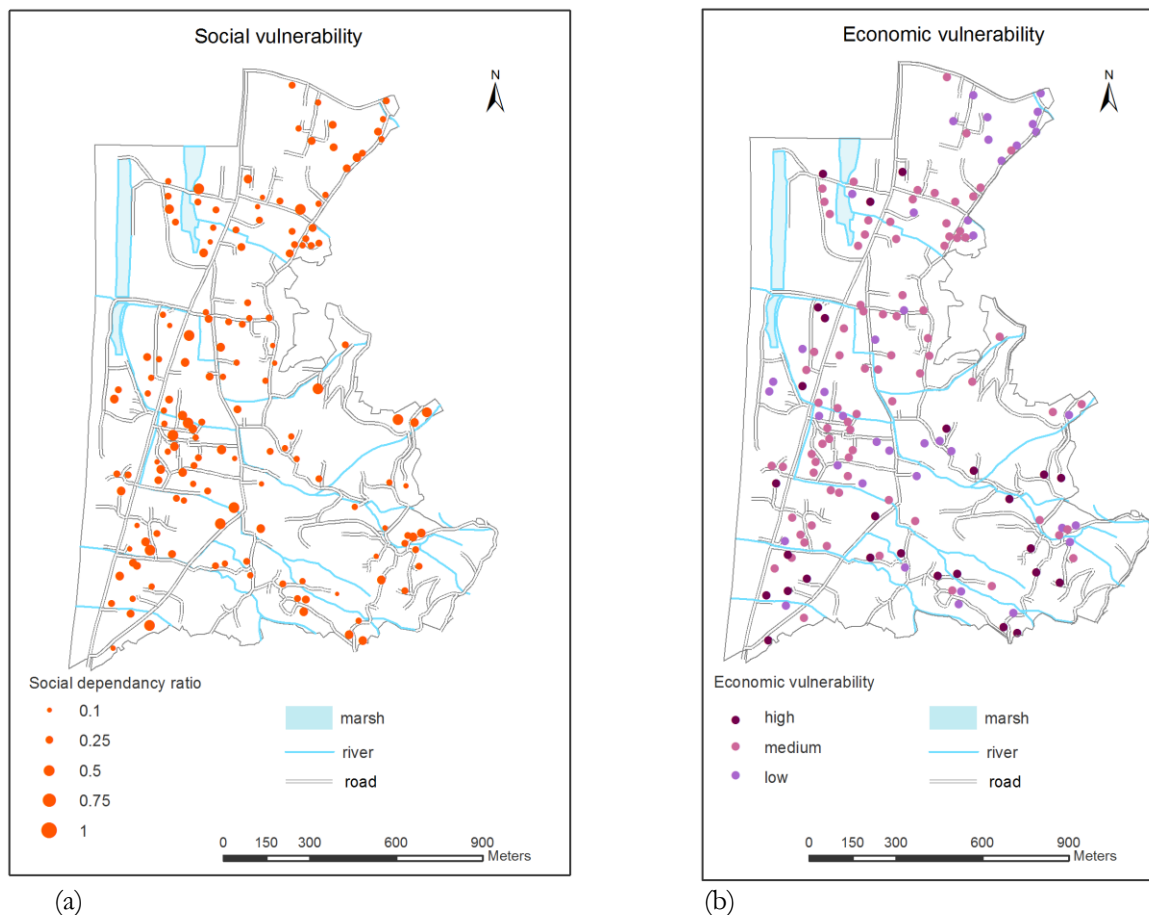 Social vulnerability
N
Social dependancy ratio
0.1
0.25
0.5
0.75
1
marsh
river
road
0 150 300 600 900
Meters
(a)
Economic vulnerability
N
Economic vulnerability
high
medium
low
marsh
river
road
0 150 300 600 900
Meters
(b)